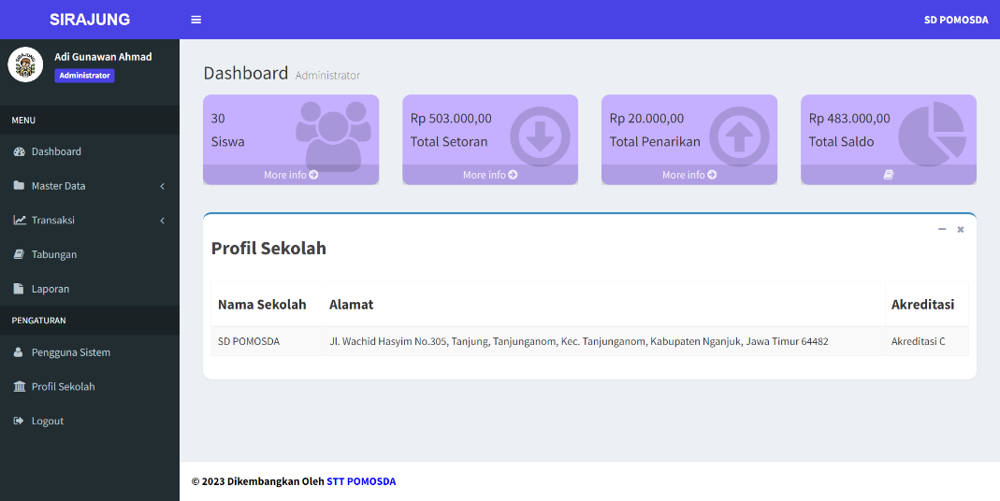 SIRAJUNG
SD POMOSDA
Adi Gunawan Ahmad
Administrator
MENU
Dashboard
Master Data
Transaksi
Tabungan
Laporan
PENGATURAN
Pengguna Sistem
Profil Sekolah
Logout
Dashboard Administrator
30
Siswa
More info
Rp 503.000,00
Total Setoran
More info
Rp 20.000,00
Total Penarikan
More info
Rp 483.000,00
Total Saldo
Profil Sekolah
Nama Sekolah Alamat Akreditasi
SD POMOSDA Jl. Wachid Hasyim No.305, Tanjung, Tanjunganom, Kec. Tanjunganom, Kabupaten Nganjuk, Jawa Timur 64482 Akreditasi C
© 2023 Dikembangkan Oleh STT POMOSDA